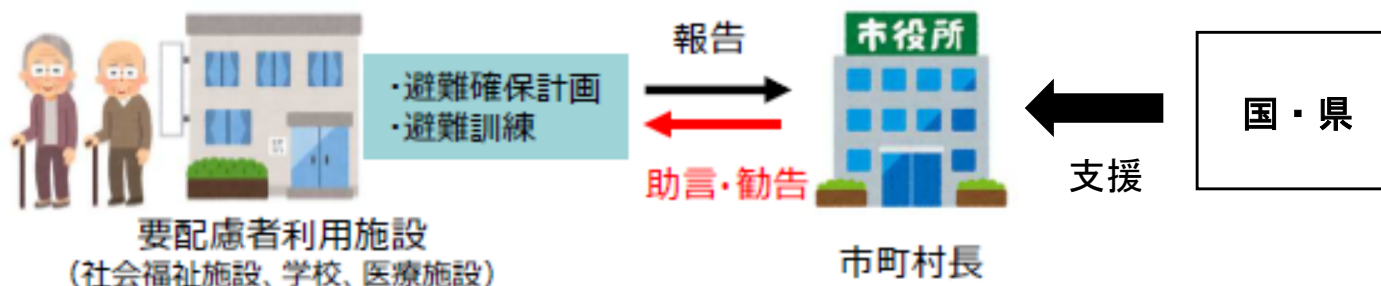 ・避難確保計画
・避難訓練
要配慮者利用施設
（社会福祉施設、学校、医療施設）
報告
助言・勧告
市役所
市町村長
支援
国・県